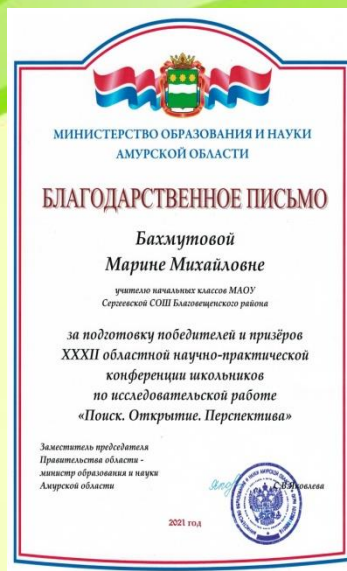 МИНИСТЕРСТВО ОБРАЗОВАНИЯ И НАУКИ
АМУРСКОЙ ОБЛАСТИ
БЛАГОДАРСТВЕННОЕ ПИСЬМО
Бахмутовой
Марине Михайловне
учителю начальных классов МАОУ
Сергеевской СОШ Благовещенского района
за подготовку победителей и призёров
XXXII областной научно-практической
конференции школьников
по исследовательской работе
«Поиск. Открытие. Перспектива»
Заместитель председателя
Правительства области -
министр образования и науки
Амурской области
С.В.Яковлева
2021 год